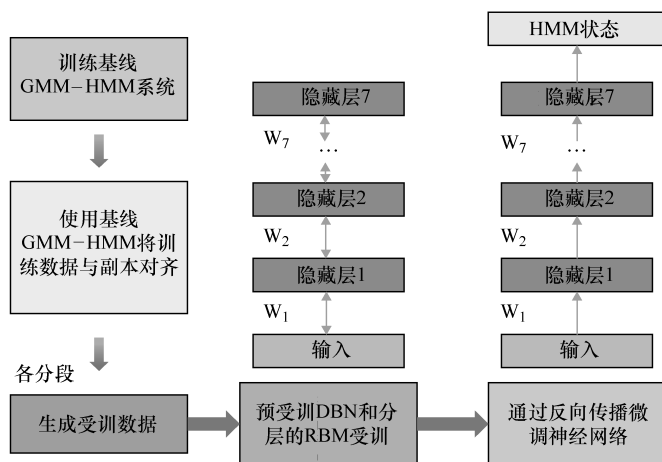 训练基线
GMM-HMM系统
使用基线
GMM-HMM将训
练数据与副本对齐
各分段
生成受训数据
隐藏层7
W7
…
隐藏层2
W2
隐藏层1
W1
输入
预受训DBN和分
层的RBM受训
HMM状态
隐藏层7
W7
…
隐藏层2
W2
隐藏层1
W1
输入
通过反向传播微
调神经网络